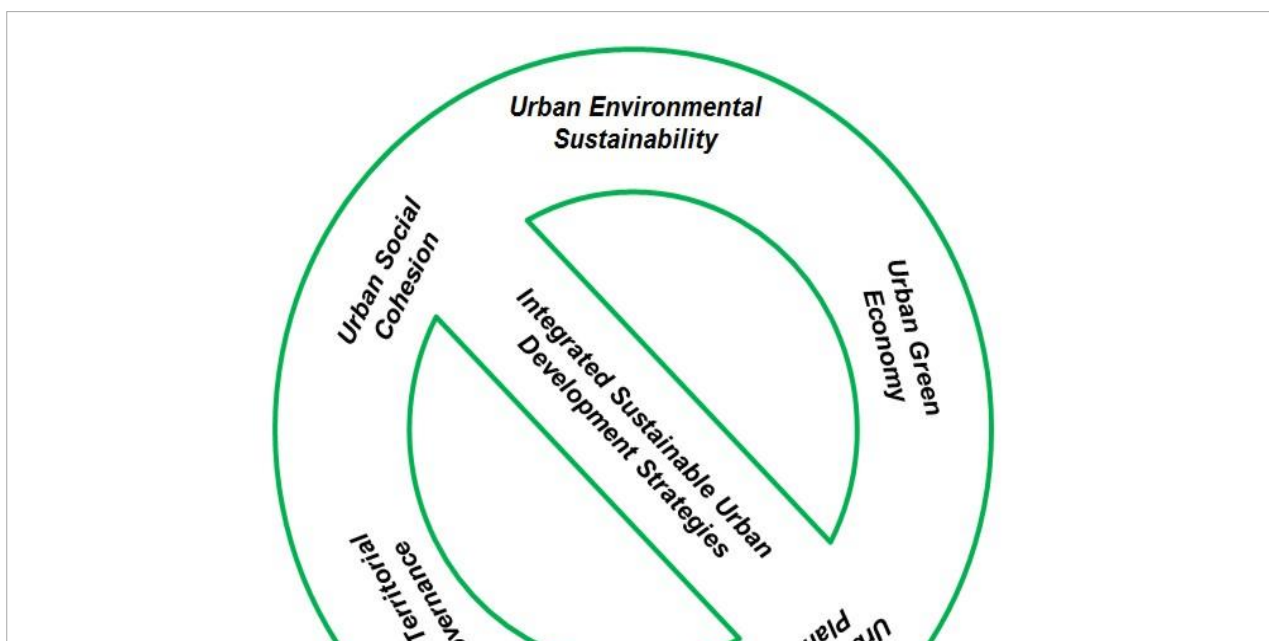 Urban Environmental
Sustainability
Urban Social
Cohesion
Urban Green
Economy
Integrated Sustainable Urban
Development Strategies
Territorial